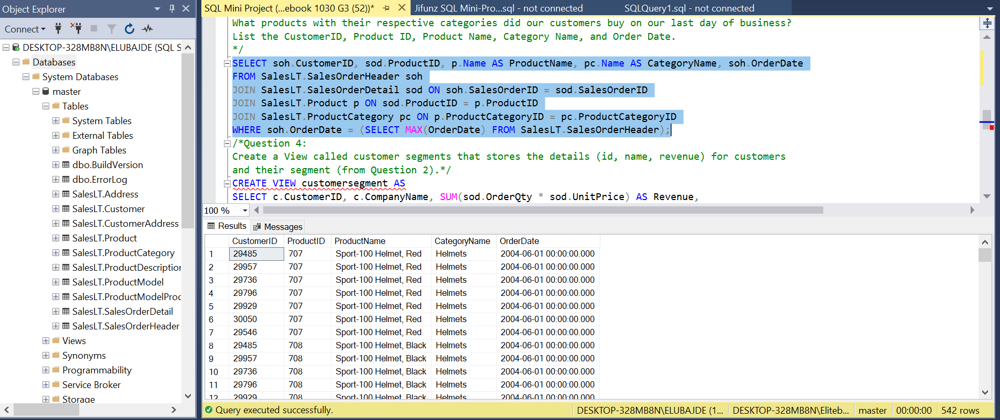 Object Explorer
Connect
DESKTOP-328MB8N\ELUBAJDE (SQL S
Databases
System Databases
master
Tables
System Tables
External Tables
Graph Tables
dbo.BuildVersion
dbo.ErrorLog
SalesLT.Address
SalesLT.Customer
SalesLT.CustomerAddress
SalesLT.Product
SalesLT.ProductCategory
SalesLT.ProductDescription
SalesLT.ProductModel
SalesLT.ProductModelProd
SalesLT.SalesOrderDetail
SalesLT.SalesOrderHeader
Views
Synonyms
Programmability
Service Broker
Storage
SQL Mini Project (...ebook 1030 G3 (52))* Jifunz SQL Mini-Pro...sql - not connected SQLQuery1.sql - not connected
What products with their respective categories did our customers buy on our last day of business?
List the CustomerID, Product ID, Product Name, Category Name, and Order Date.
*/
SELECT soh.CustomerID, sod.ProductID, p.Name AS ProductName, pc.Name AS CategoryName, soh.OrderDate
FROM SalesLT.SalesOrderHeader soh
JOIN SalesLT.SalesOrderDetail sod ON soh.SalesOrderID = sod.SalesOrderID
JOIN SalesLT.Product p ON sod.ProductID = p.ProductID
JOIN SalesLT.ProductCategory pc ON p.ProductCategoryID = pc.ProductCategoryID
WHERE soh.OrderDate = (SELECT MAX(OrderDate) FROM SalesLT.SalesOrderHeader);
/*Question 4:
Create a View called customer segments that stores the details (id, name, revenue) for customers
and their segment (from Question 2).*/
CREATE VIEW customersegment AS
SELECT c.CustomerID, c.CompanyName, SUM(sod.OrderQty * sod.UnitPrice) AS Revenue,
100 %
Results Messages
CustomerID ProductID ProductName CategoryName OrderDate
1 29485 707 Sport-100 Helmet, Red Helmets 2004-06-01 00:00:00.000
2 29957 707 Sport-100 Helmet, Red Helmets 2004-06-01 00:00:00.000
3 29736 707 Sport-100 Helmet, Red Helmets 2004-06-01 00:00:00.000
4 29796 707 Sport-100 Helmet, Red Helmets 2004-06-01 00:00:00.000
5 29929 707 Sport-100 Helmet, Red Helmets 2004-06-01 00:00:00.000
6 30050 707 Sport-100 Helmet, Red Helmets 2004-06-01 00:00:00.000
7 29546 707 Sport-100 Helmet, Red Helmets 2004-06-01 00:00:00.000
8 29485 708 Sport-100 Helmet, Black Helmets 2004-06-01 00:00:00.000
9 29957 708 Sport-100 Helmet, Black Helmets 2004-06-01 00:00:00.000
10 29736 708 Sport-100 Helmet, Black Helmets 2004-06-01 00:00:00.000
11 29796 708 Sport-100 Helmet, Black Helmets 2004-06-01 00:00:00.000
12 29929 708 Sport-100 Helmet, Black Helmets 2004-06-01 00:00:00.000
Query executed successfully. DESKTOP-328MB8N\ELUBAJDE (1... DESKTOP-328MB8N\Eliteb... master 00:00:00 542 rows